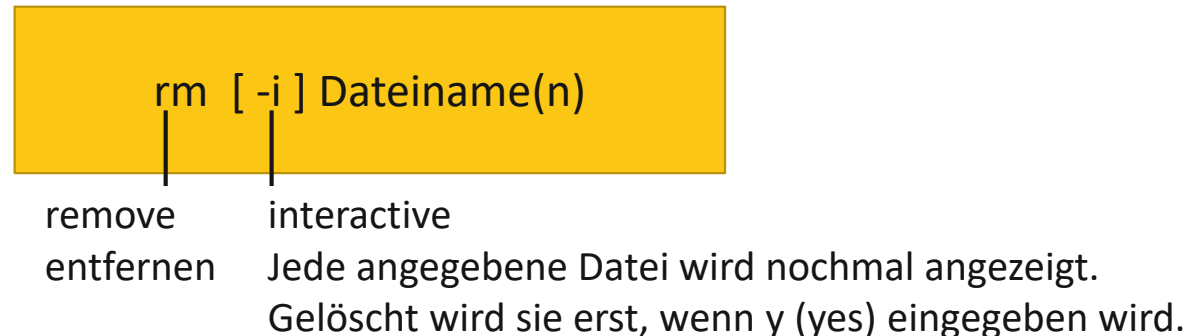 rm [ -i ] Dateiname(n)
remove interactive
entfernen Jede angegebene Datei wird nochmal angezeigt.
Gelöscht wird sie erst, wenn y (yes) eingegeben wird.